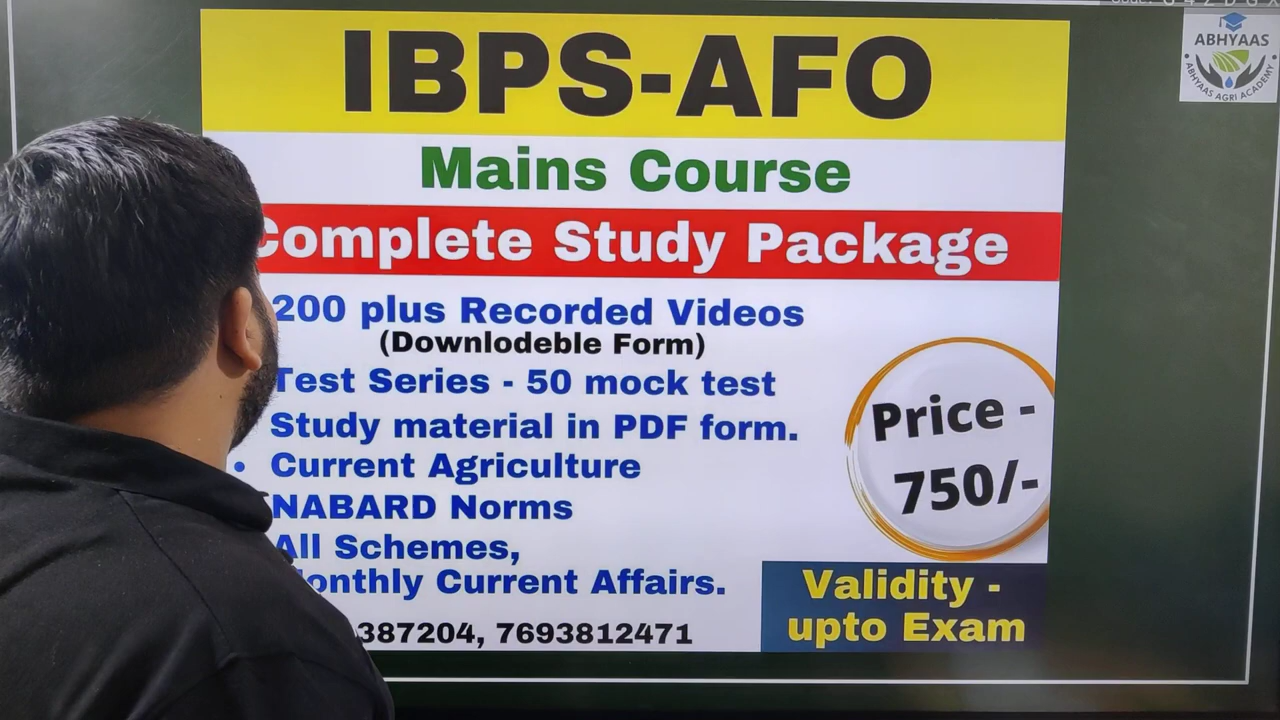 ABHYAAS
ABHYAAS AGRI ACADEMY
IBPS-AFO
Mains Course
Complete Study Package
200 plus Recorded Videos
(Downlodeble Form)
Test Series - 50 mock test
Study material in PDF form.
• Current Agriculture
NABARD Norms
All Schemes,
Monthly Current Affairs.
387204, 7693812471
Price -
750/-
Validity -
upto Exam